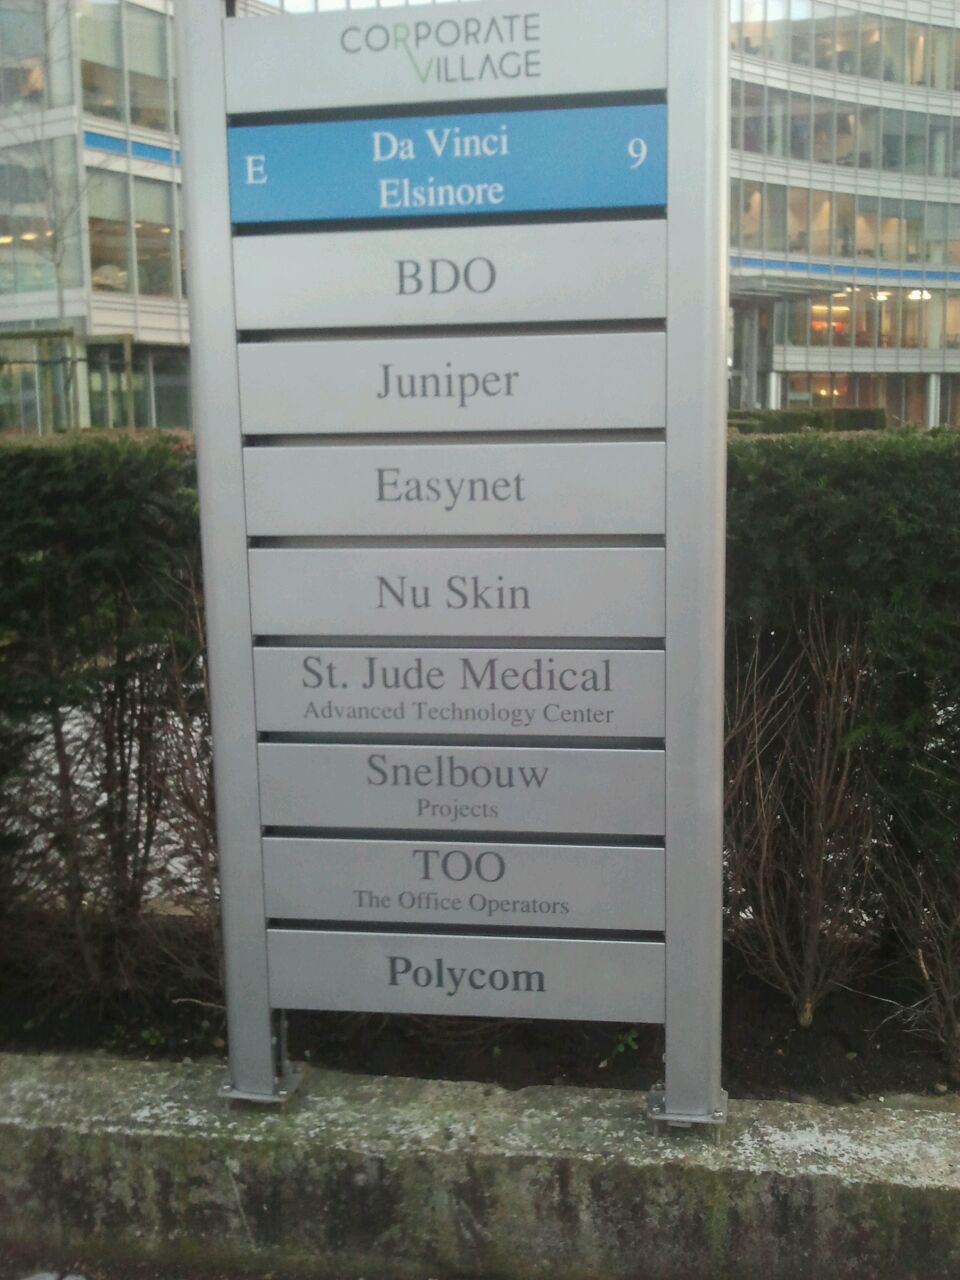 CORPORATE
VILLAGE
E Da Vinci 9
Elsinore
BDO
Juniper
Easynet
Nu Skin
St. Jude Medical
Advanced Technology Center
Snelbouw
Projects
TOO
The Office Operators
Polycom